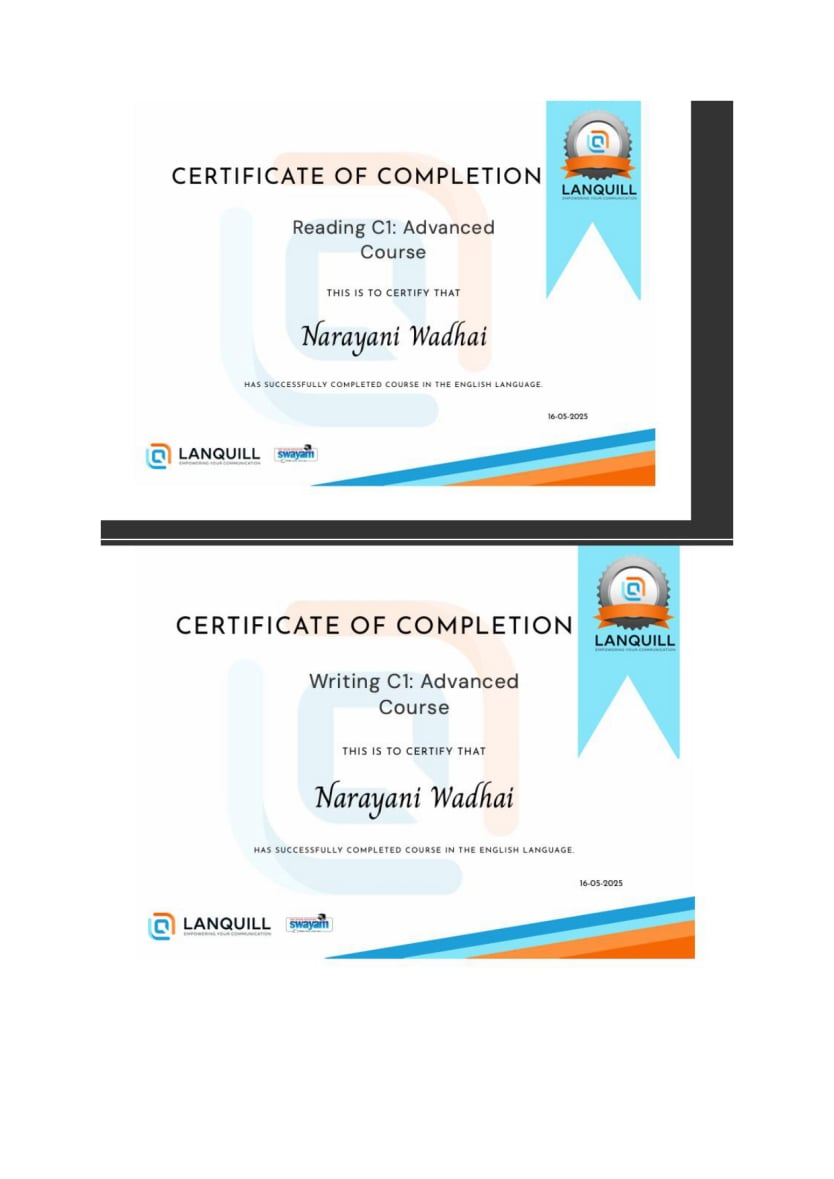 CERTIFICATE OF COMPLETION
LANQUILL
EMPOWERING YOUR COMMUNICATION
Reading C1: Advanced
Course
THIS IS TO CERTIFY THAT
Narayani Wadhai
HAS SUCCESSFULLY COMPLETED COURSE IN THE ENGLISH LANGUAGE.
16-05-2025
LANQUILL
EMPOWERING YOUR COMMUNICATION
swayam
CERTIFICATE OF COMPLETION
LANQUILL
EMPOWERING YOUR COMMUNICATION
Writing C1: Advanced
Course
THIS IS TO CERTIFY THAT
Narayani Wadhai
HAS SUCCESSFULLY COMPLETED COURSE IN THE ENGLISH LANGUAGE.
16-05-2025
LANQUILL
EMPOWERING YOUR COMMUNICATION
swayam